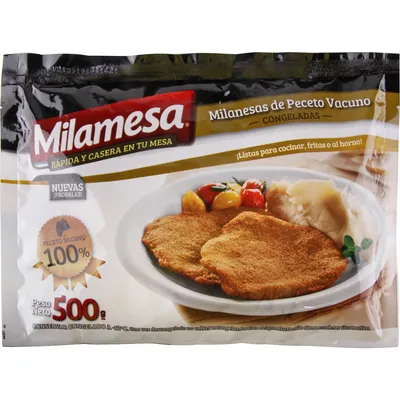 Milamesa
RÁPIDA Y CASERA EN TU MESA
Milanesas de Peceto Vacuno
CONGELADAS
¡Listas para cocinar, fritas o al horno!
NUEVAS
¡PROBALAS!
PECETO VACUNO
100%
Peso
Neto
500g